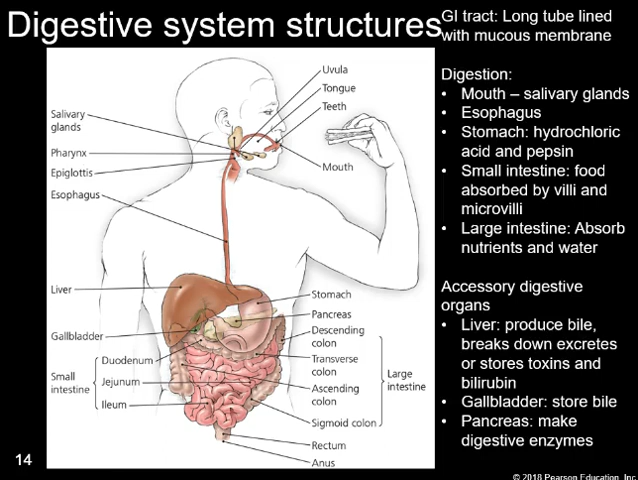 Digestive system structures
GI tract: Long tube lined
with mucous membrane
Digestion:
• Mouth – salivary glands
• Esophagus
• Stomach: hydrochloric
acid and pepsin
• Small intestine: food
absorbed by villi and
microvilli
• Large intestine: Absorb
nutrients and water
Accessory digestive
organs
• Liver: produce bile,
breaks down excretes
or stores toxins and
bilirubin
• Gallbladder: store bile
• Pancreas: make
digestive enzymes
Uvula
Tongue
Teeth
Mouth
Salivary
glands
Pharynx
Epiglottis
Esophagus
Liver
Gallbladder
Small
intestine
Duodenum
Jejunum
Ileum
Stomach
Pancreas
Descending
colon
Transverse
colon
Ascending
colon
Sigmoid colon
Large
intestine
Rectum
Anus
14
© 2018 Pearson Education, Inc.